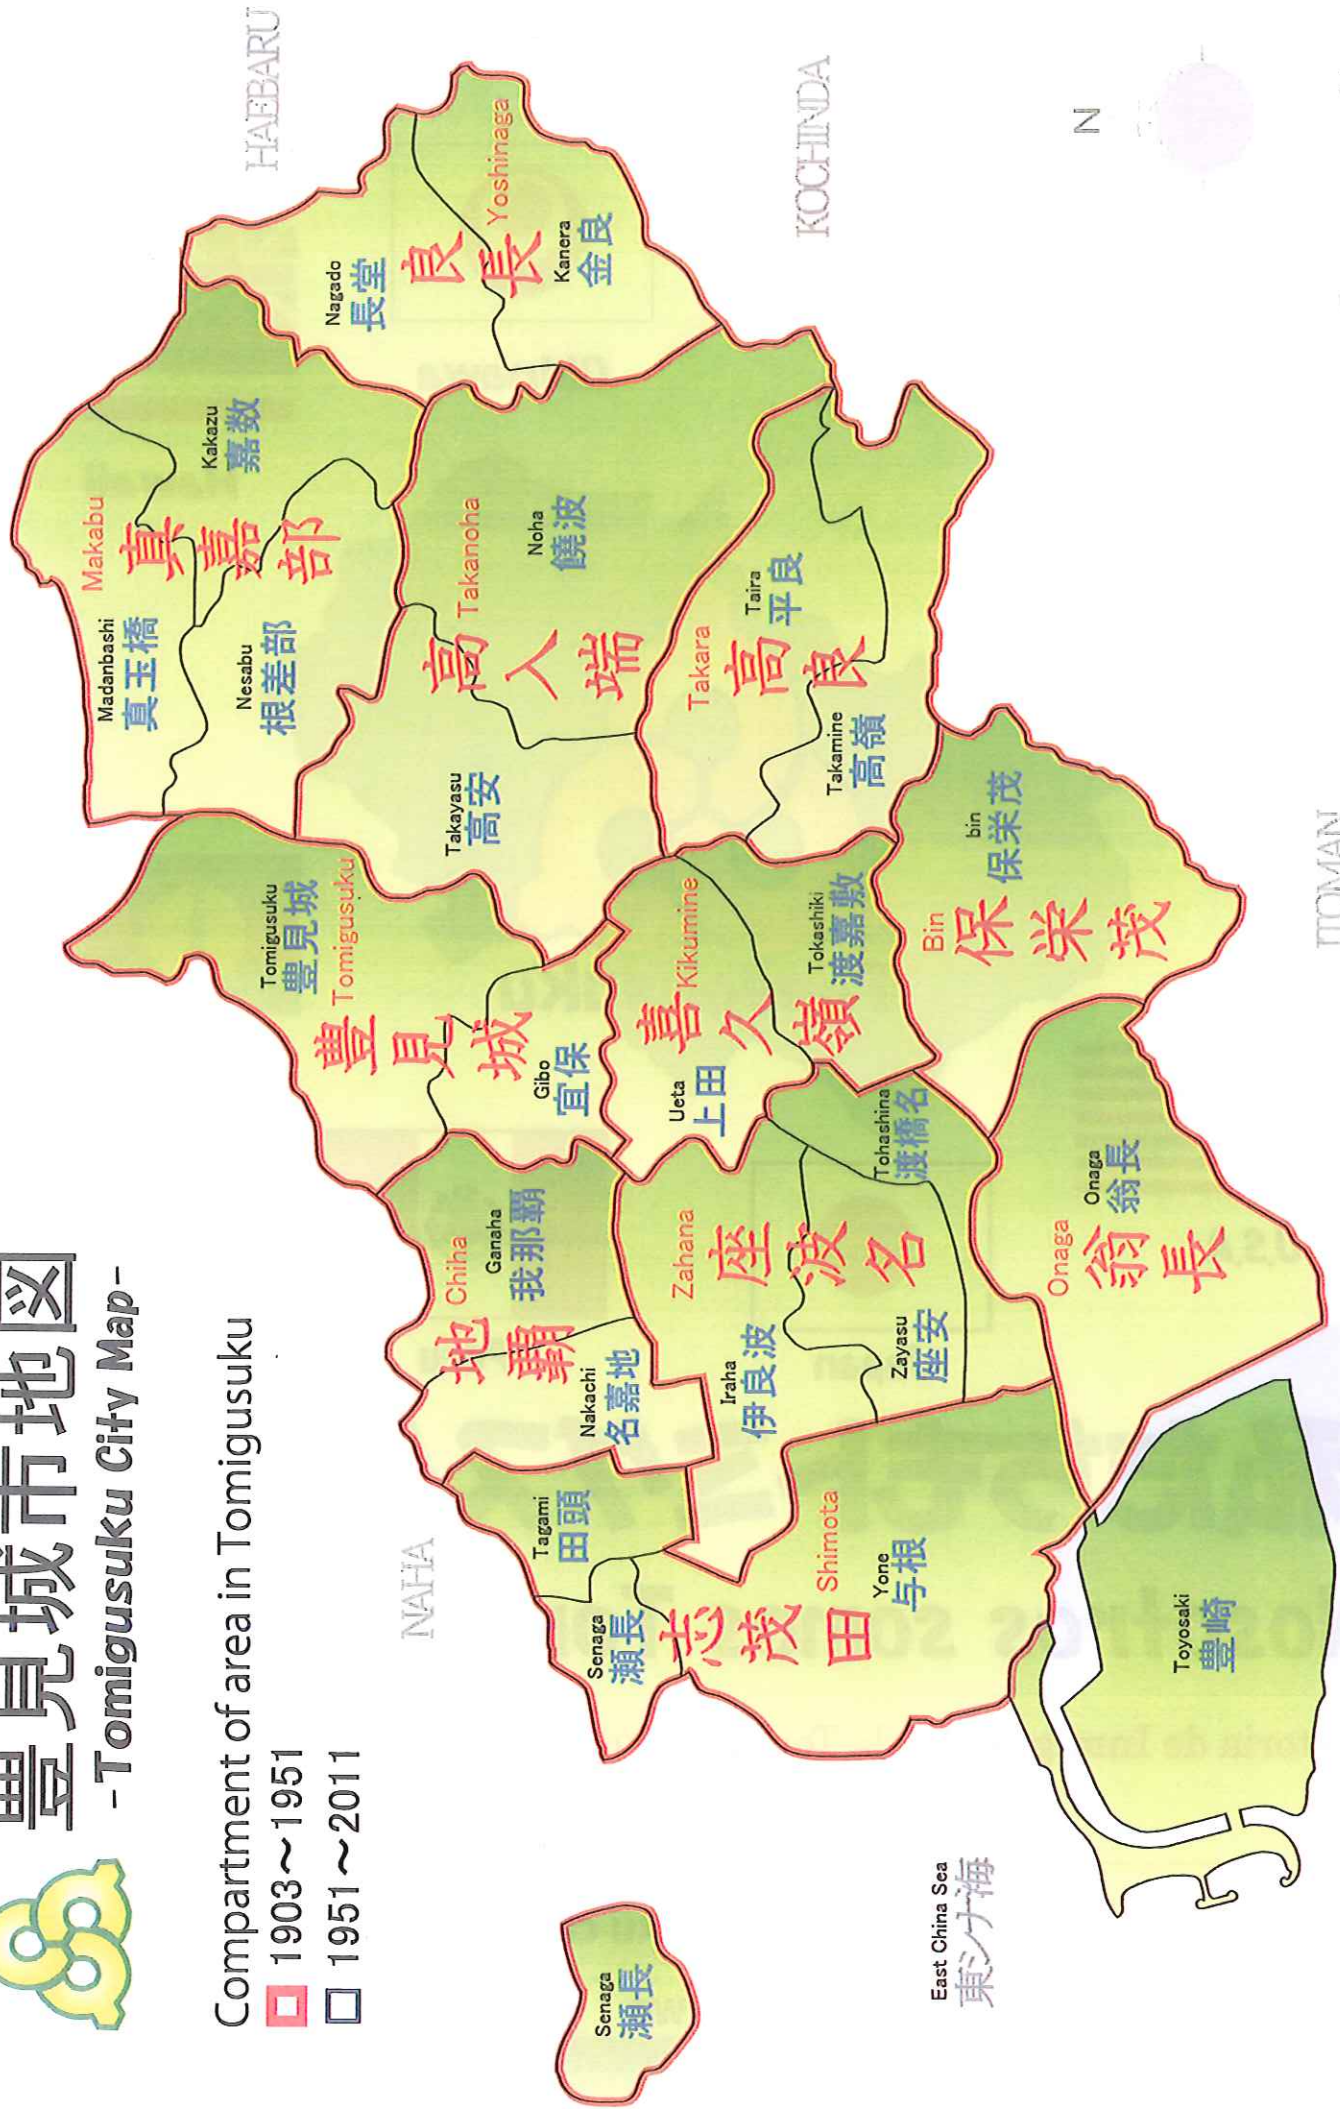 豊見城市地図
-Tomigusuku City Map-
Compartment of area in Tomigusuku
1903～1951
1951～2011
HAEBARU
NAHA
KOCHINDA
ITOMAN
N
East China Sea
東シナ海
Makabu
真嘉部
Madanbashi
真玉橋
Kakazu
嘉数
Nesabu
根差部
Yoshinaga
良長
Nagado
長堂
Kanera
金良
Takanoha
高入端
Noha
饒波
Takayasu
高安
Takara
高良
Taira
平良
Takamine
高嶺
Tomigusuku
豊見城
Tomigusuku
豊見城
Gibo
宜保
Kikumine
喜久嶺
Ueta
上田
Tokashiki
渡嘉敷
Bin
保栄茂
bin
保栄茂
Chiha
地覇
Ganaha
我那覇
Nakachi
名嘉地
Zahana
座波名
Iraha
伊良波
Zayasu
座安
Tohashina
渡橋名
Onaga
翁長
Onaga
翁長
Shimota
志茂田
Tagami
田頭
Senaga
瀬長
Yone
与根
Toyosaki
豊崎
Senaga
瀬長